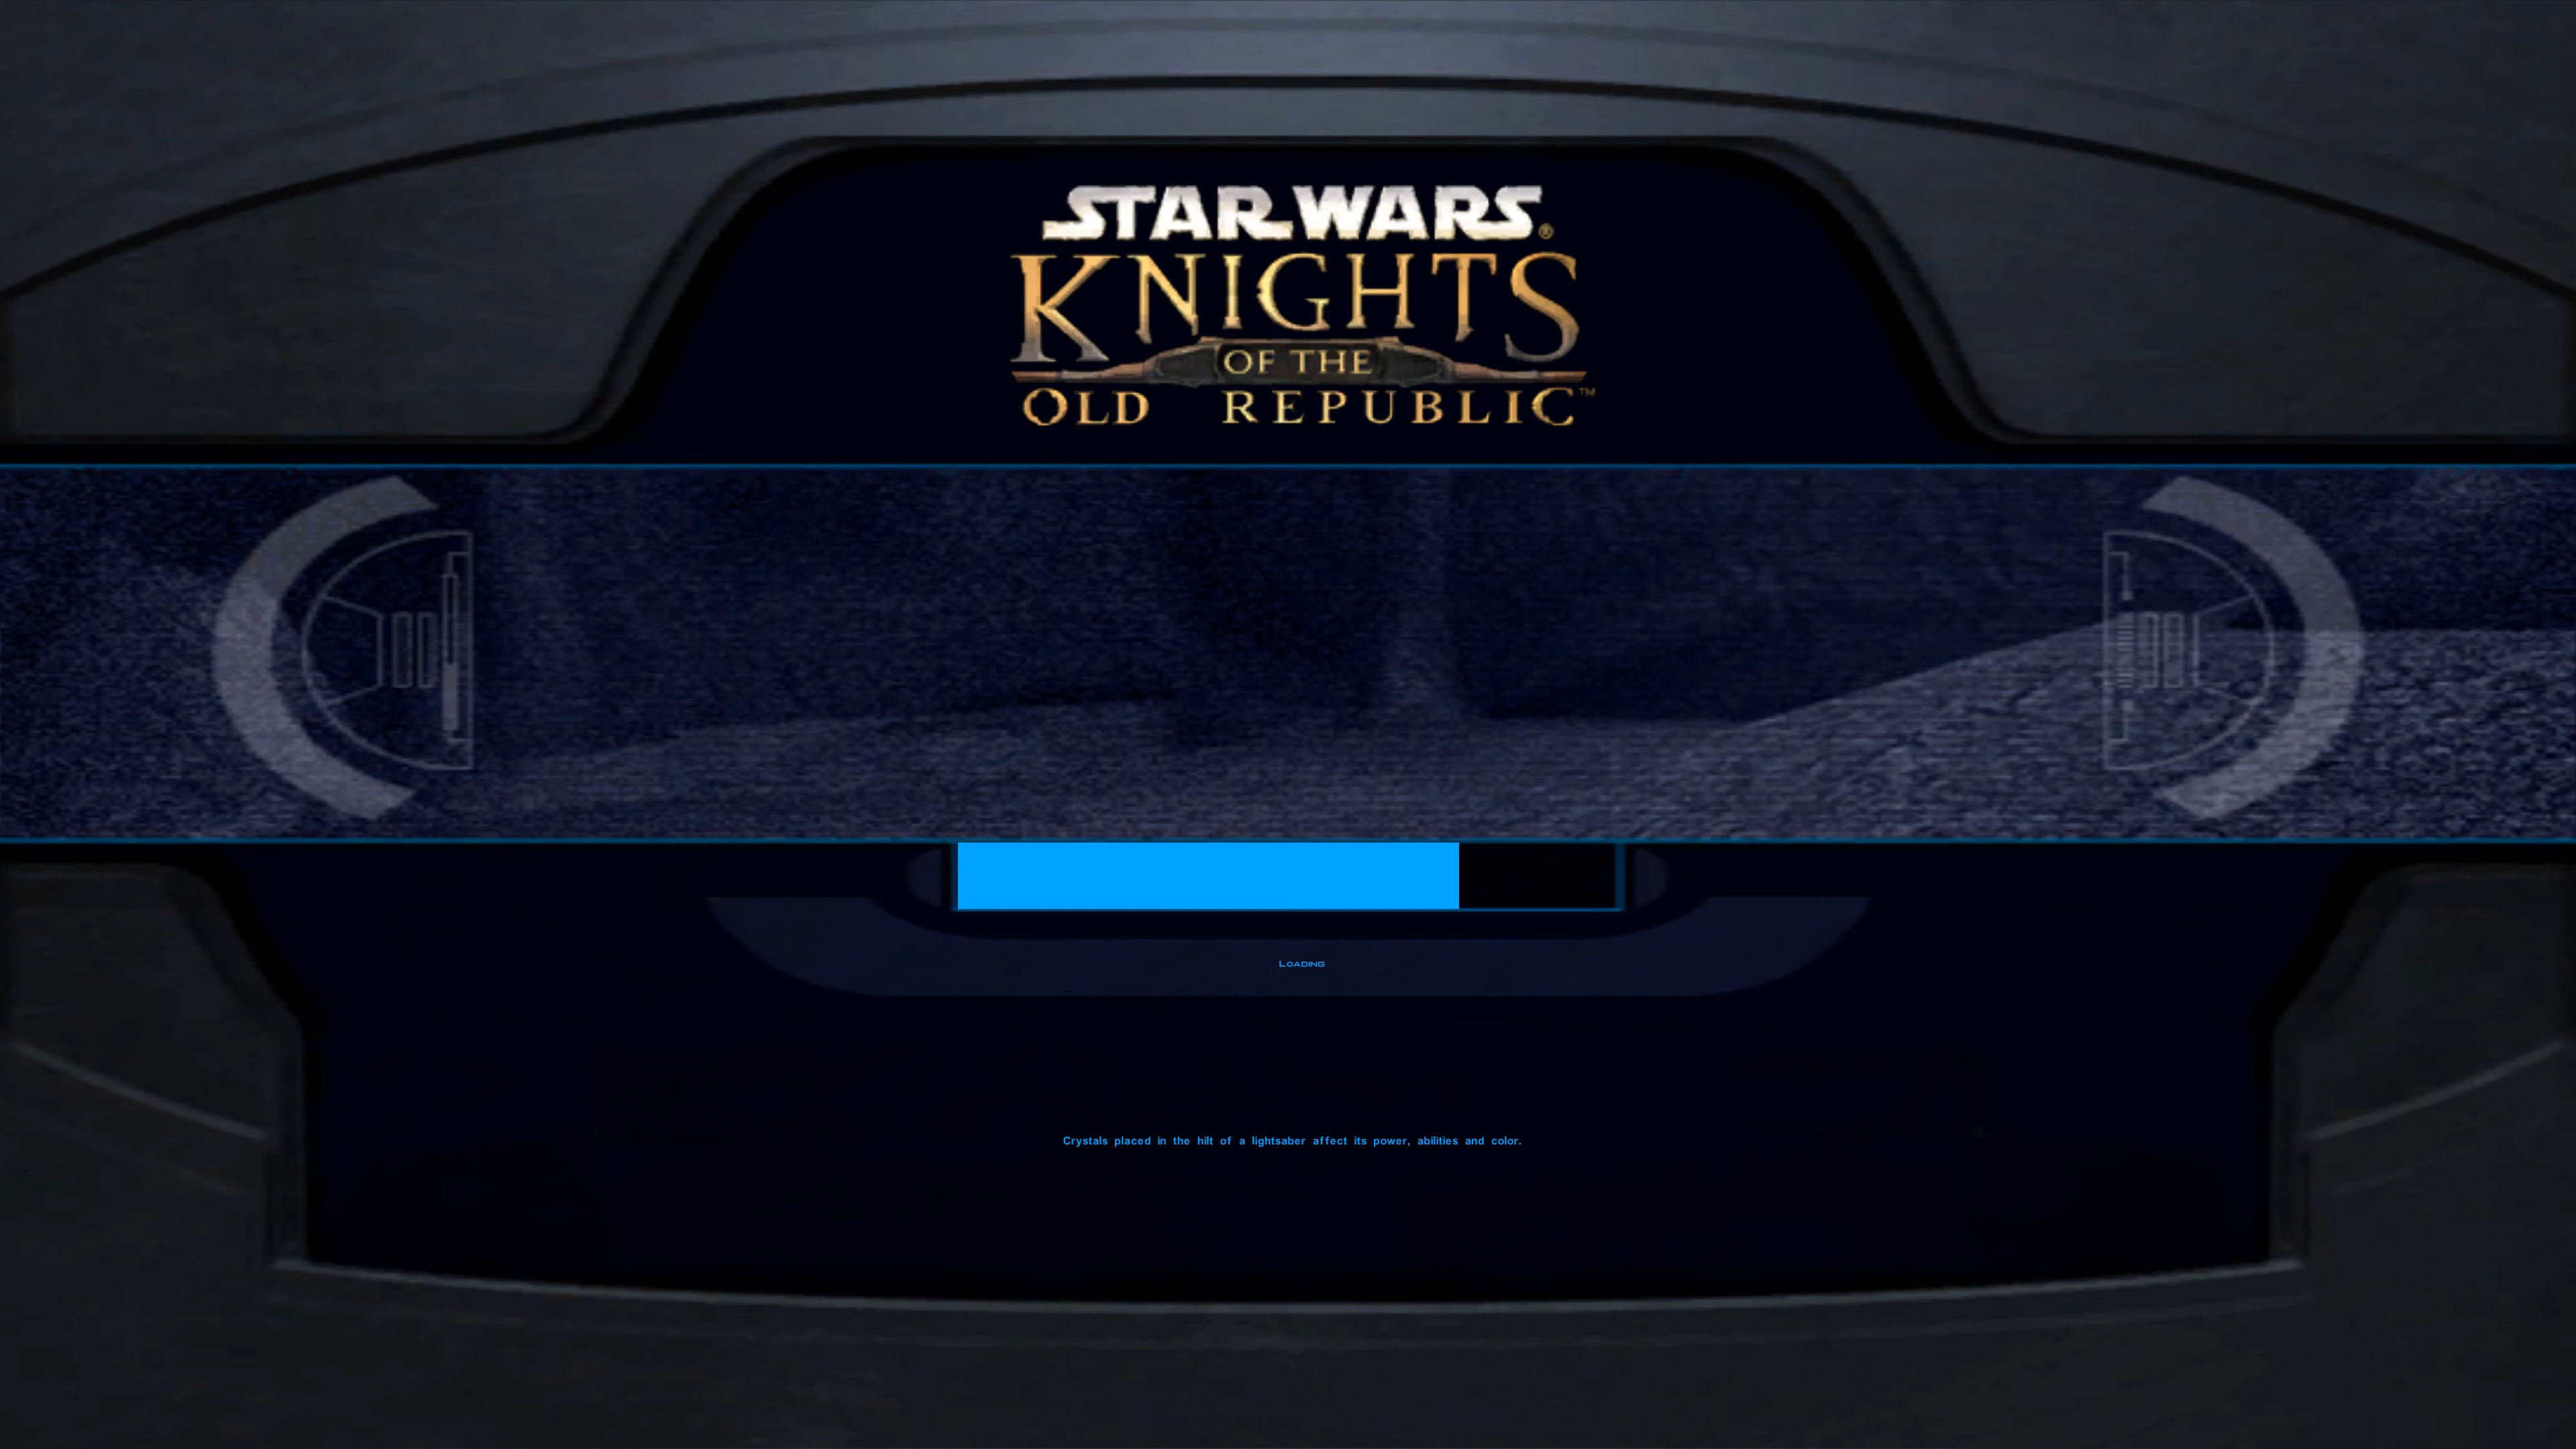 STAR WARS®
KNIGHTS
OF THE
OLD REPUBLIC™
LOADING
Crystals placed in the hilt of a lightsaber affect its power, abilities and color.